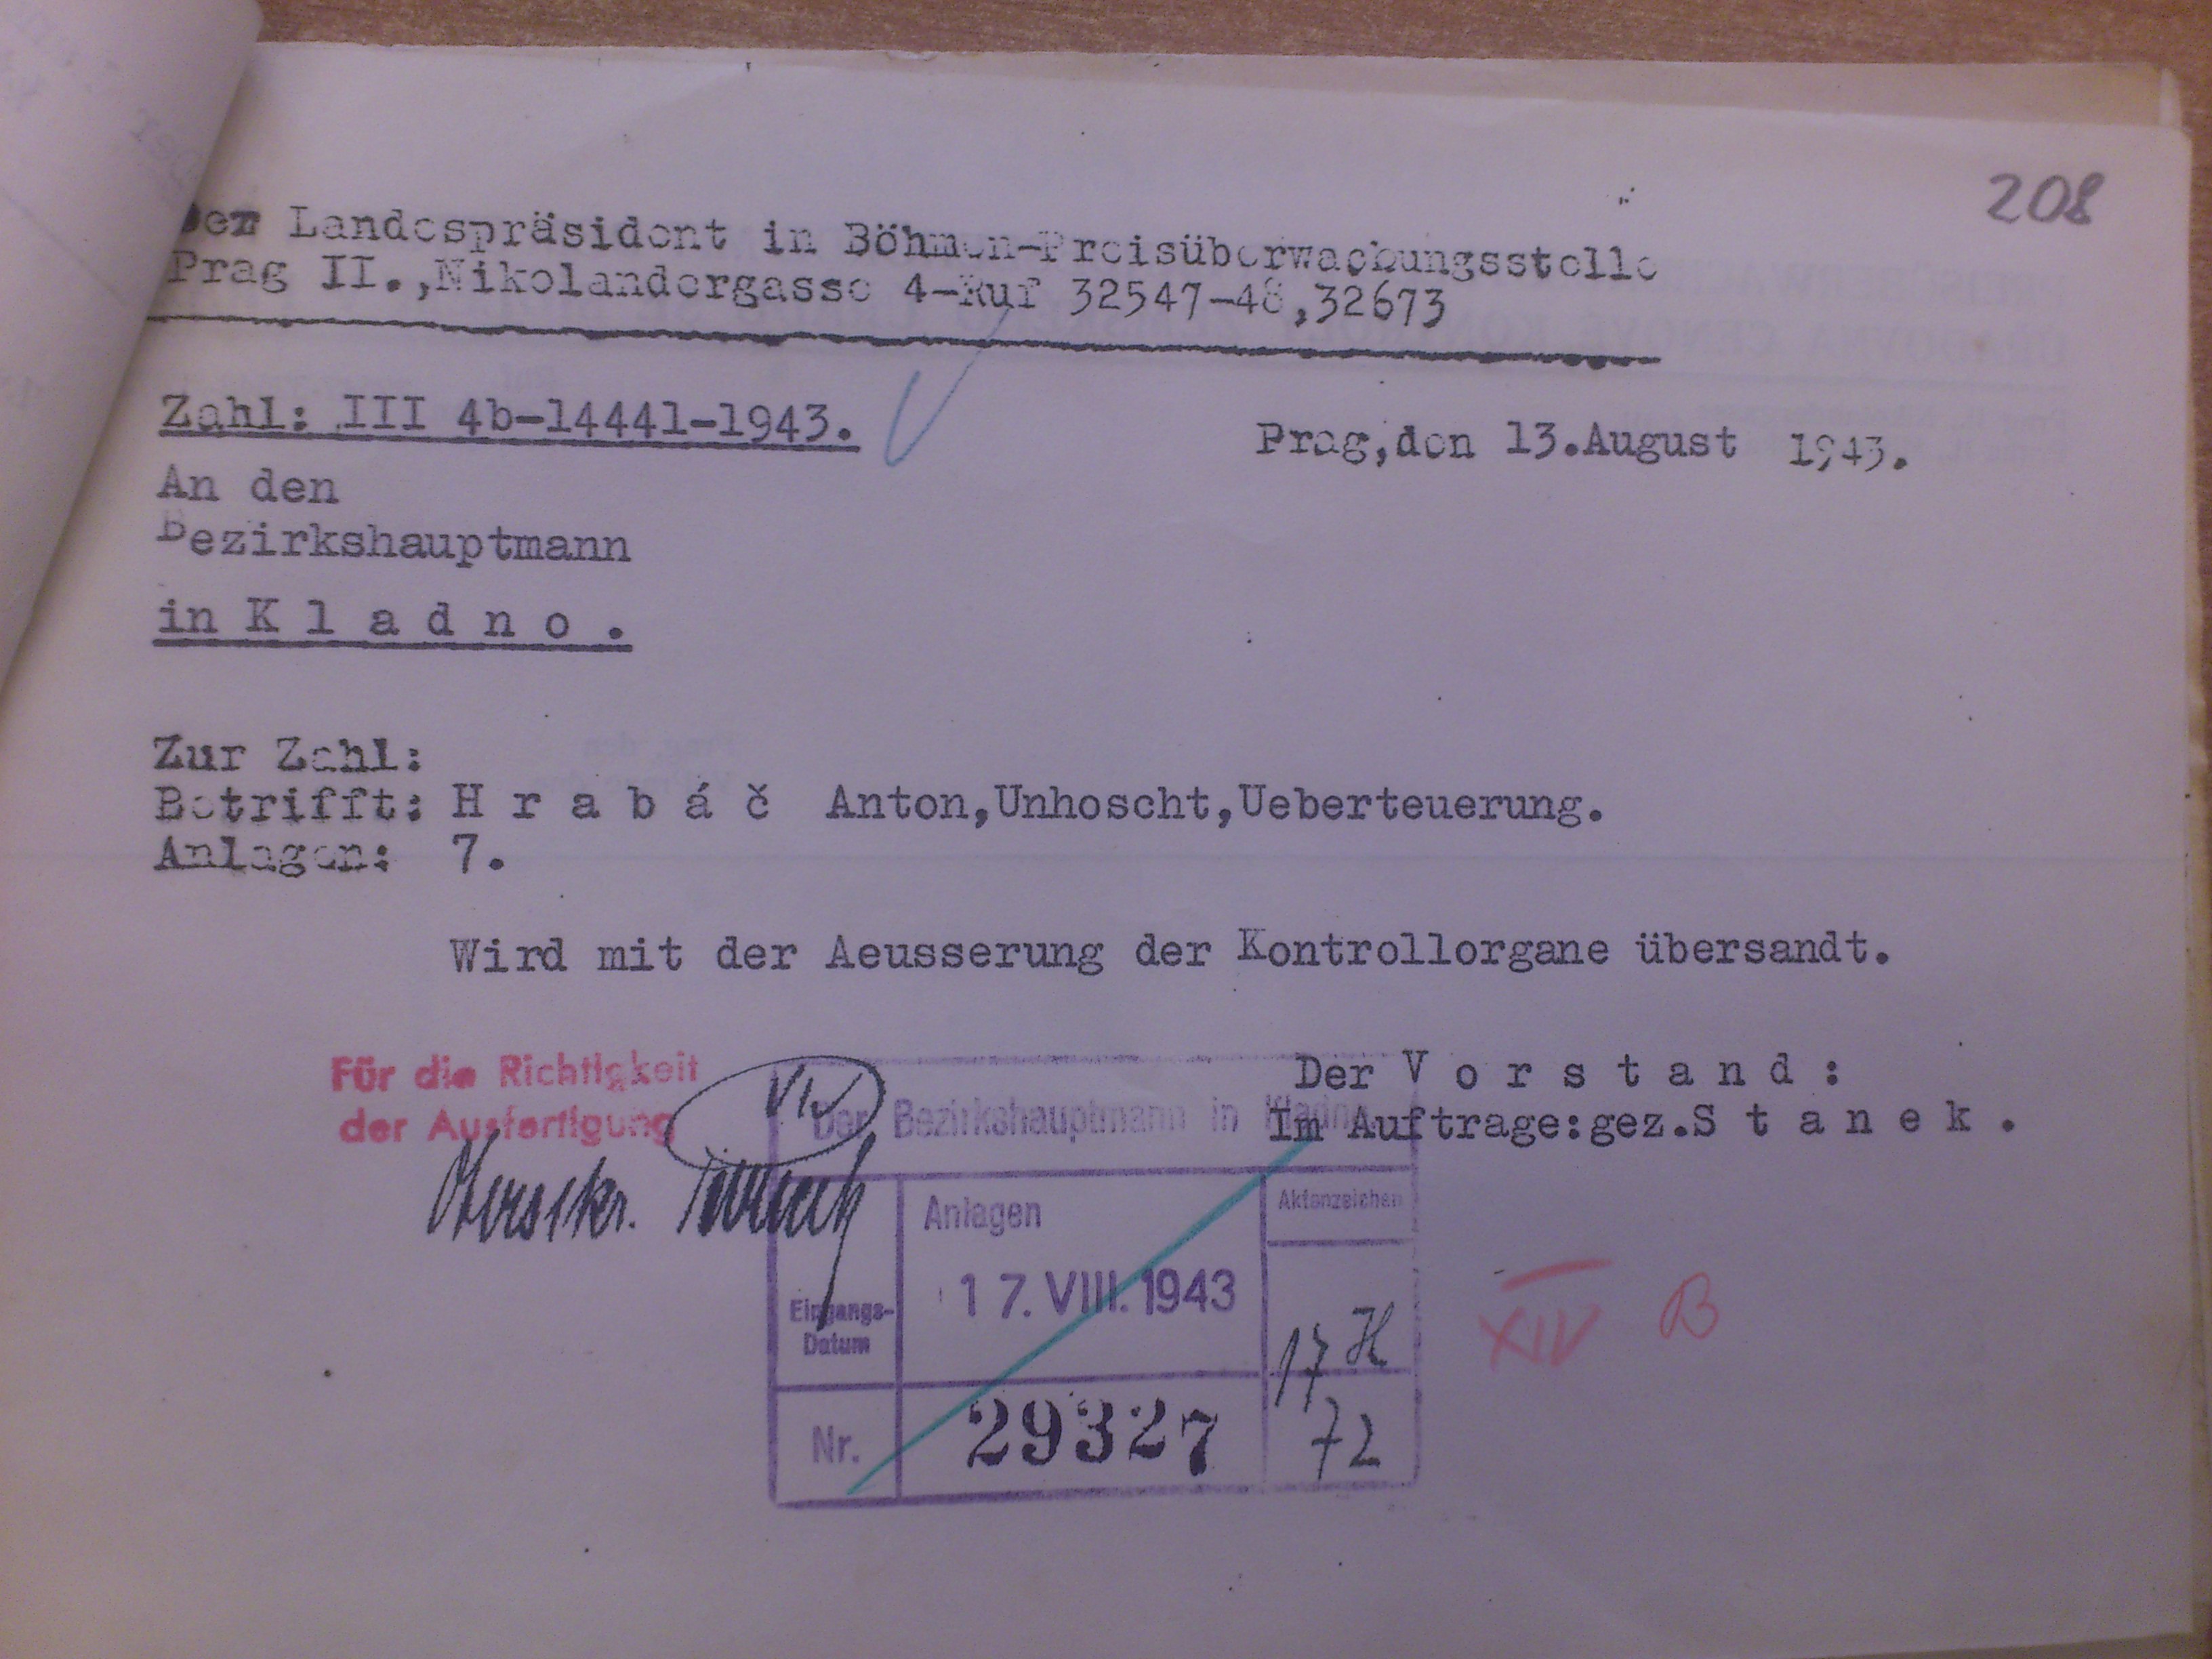 208
Der Landespräsident in Böhmen-Preisüberwachungsstelle
Prag II.,Nikolandergasse 4-Ruf 32547-48,32673
Zahl: III 4b-14441-1943.
Prag,den 13.August 1943.
An den
Bezirkshauptmann
in K l a d n o .
Zur Zahl:
Betrifft: H r a b á č Anton,Unhoscht,Ueberteuerung.
Anlagen: 7.
Wird mit der Aeusserung der Kontrollorgane übersandt.
Für die Richtigkeit
der Ausfertigung
Der V o r s t a n d :
Im Auftrage:gez.S t a n e k .
Der Bezirkshauptmann in Kladno
Anlagen
Aktenzeichen
Eingangs-
Datum
17. VIII. 1943
17 H
72
Nr.
29327
XIV B